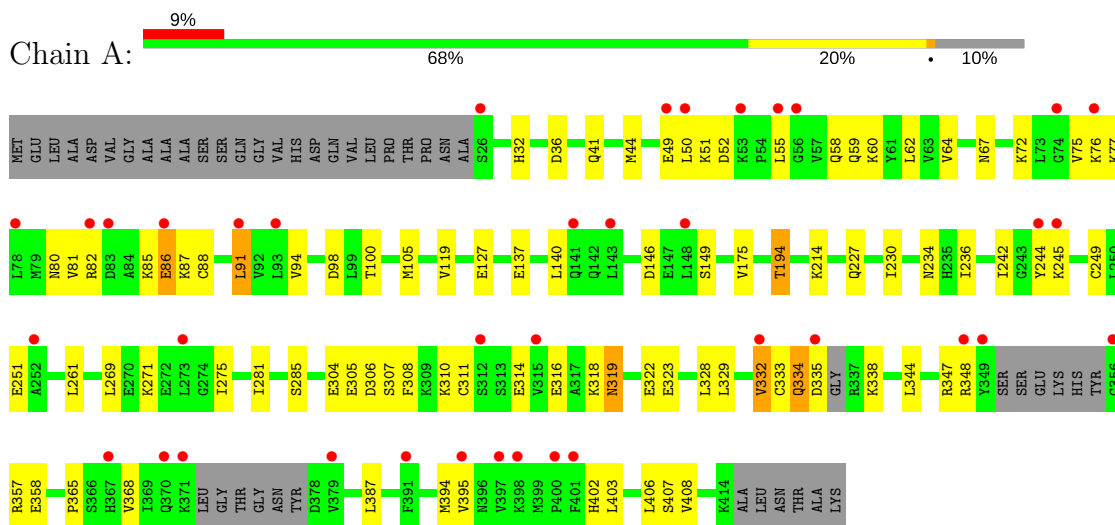 9%
Chain A:
68% 20% • 10%
MET GLU LEU ALA ASP VAL GLY ALA ALA ALA SER SER GLN GLY VAL HIS ASP GLN VAL LEU PRO THR PRO ASN ALA S26 H32 D36 Q41 M44 E49 L50 K51 D52 K53 P54 L55 G56 V57 Q58 Q59 K60 Y61 L62 V63 V64 N67 K72 L73 G74 V75 K76 K77
L78 M79 N80 V81 R82 D83 A84 K85 E86 K87 C88 L91 V92 L93 V94 D98 L99 T100 M105 V119 E127 E137 L140 Q141 Q142 L143 D146 E147 L148 S149 V175 T194 K214 Q227 I230 N234 H235 I236 I242 G243 Y244 K245 C249 L250
E251 A252 L261 L269 E270 K271 E272 L273 G274 I275 I281 S285 E304 E305 D306 S307 F308 K309 K310 C311 S312 S313 E314 V315 E316 A317 K318 N319 E322 E323 L328 L329 V332 C333 Q334 D335 GLY R337 K338 L344 R347 R348 Y349 SER SER GLU LYS HIS TYR G356
R357 E358 P365 S366 H367 V368 I369 Q370 K371 LEU GLY THR GLY ASN TYR D378 V379 L387 F391 M394 V395 N396 V397 K398 M399 P400 F401 H402 L403 L406 S407 V408 K414 ALA LEU ASN THR ALA LYS